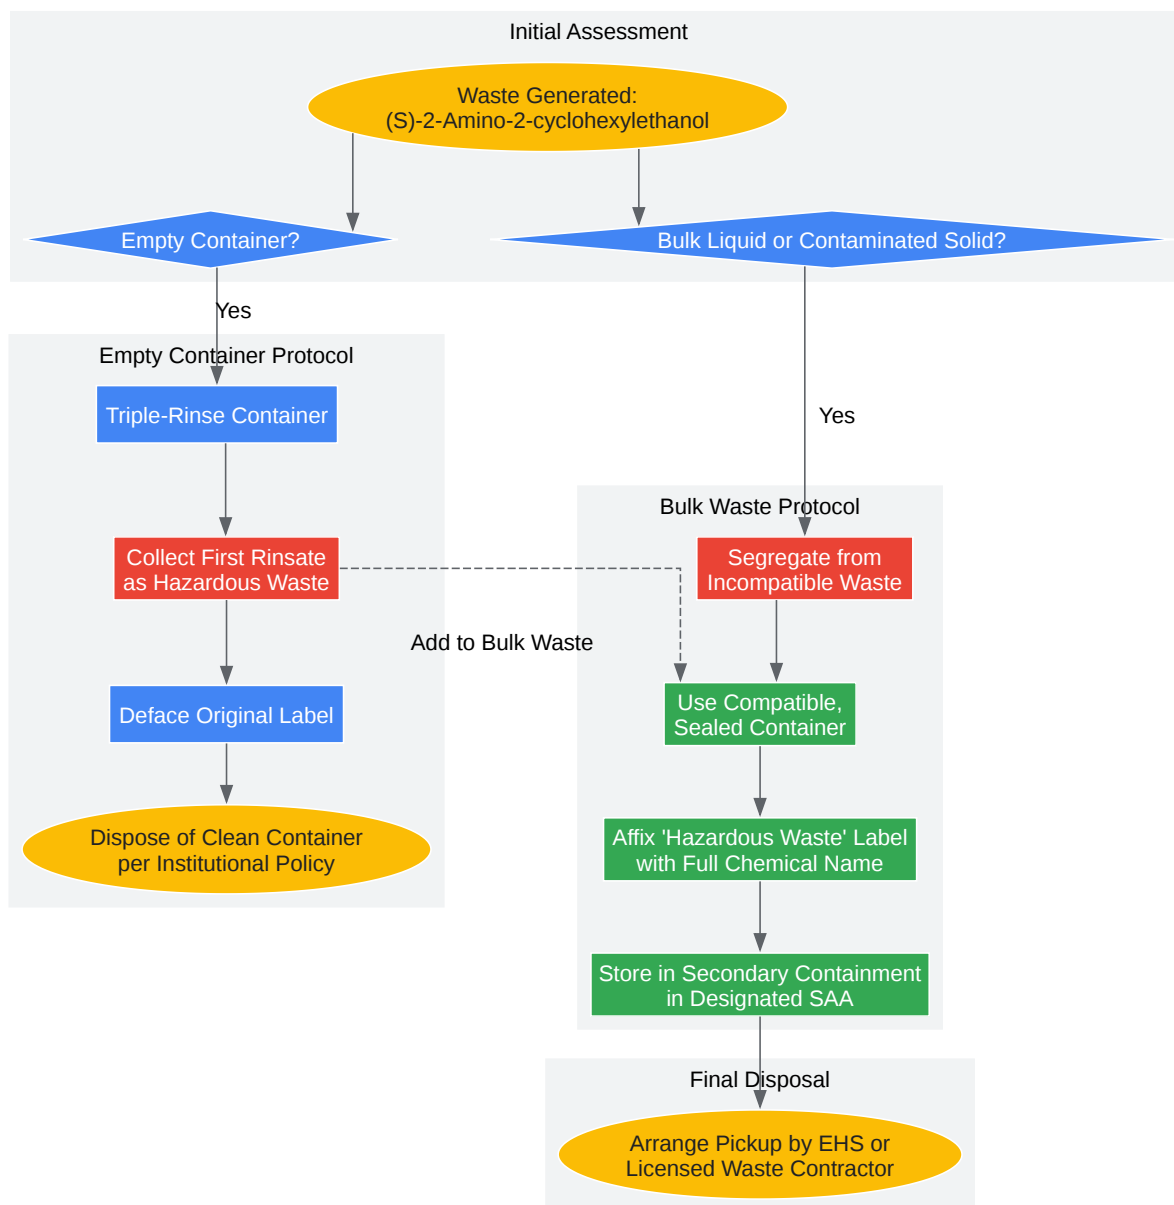 Initial Assessment
Waste Generated:
(S)-2-Amino-2-cyclohexylethanol
Empty Container?
Bulk Liquid or Contaminated Solid?
Yes
Empty Container Protocol
Triple-Rinse Container
Yes
Bulk Waste Protocol
Collect First Rinsate
as Hazardous Waste
Segregate from
Incompatible Waste
Add to Bulk Waste
Deface Original Label
Use Compatible,
Sealed Container
Dispose of Clean Container
per Institutional Policy
Affix 'Hazardous Waste' Label
with Full Chemical Name
Store in Secondary Containment
in Designated SAA
Final Disposal
Arrange Pickup by EHS or
Licensed Waste Contractor